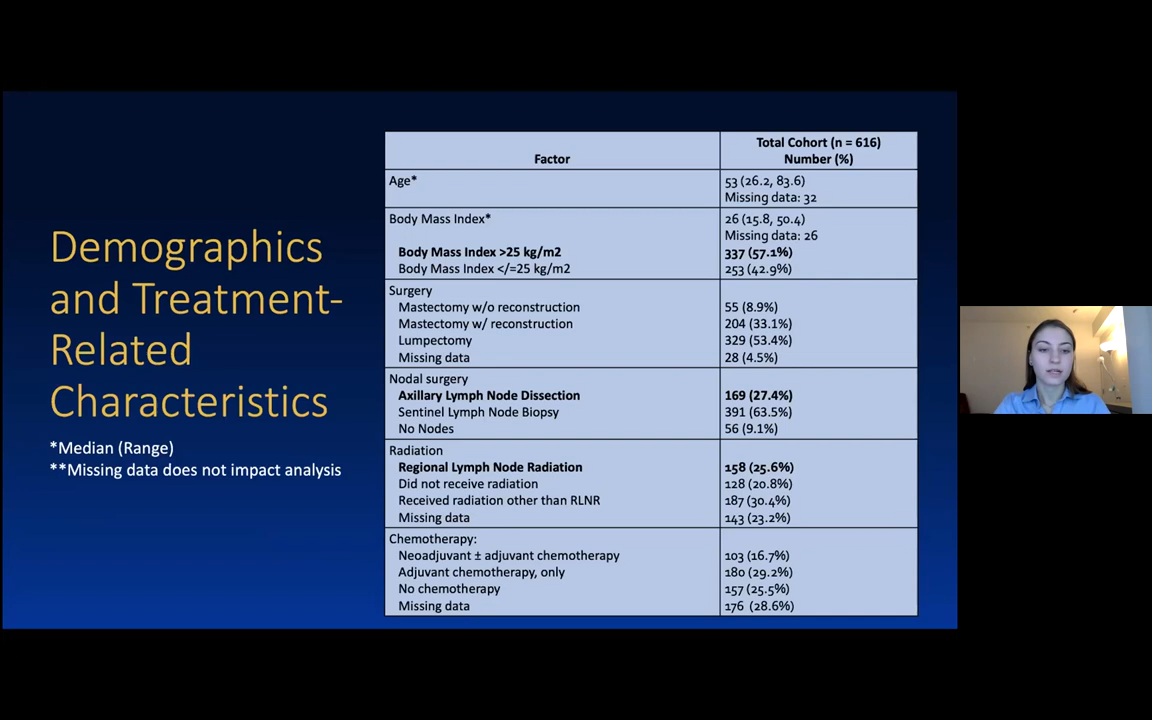 Demographics
and Treatment-
Related
Characteristics
*Median (Range)
**Missing data does not impact analysis
Factor
Total Cohort (n = 616)
Number (%)
Age*
53 (26.2, 83.6)
Missing data: 32
Body Mass Index*
26 (15.8, 50.4)
Missing data: 26
Body Mass Index >25 kg/m2
337 (57.1%)
Body Mass Index </=25 kg/m2
253 (42.9%)
Surgery
Mastectomy w/o reconstruction
55 (8.9%)
Mastectomy w/ reconstruction
204 (33.1%)
Lumpectomy
329 (53.4%)
Missing data
28 (4.5%)
Nodal surgery
Axillary Lymph Node Dissection
169 (27.4%)
Sentinel Lymph Node Biopsy
391 (63.5%)
No Nodes
56 (9.1%)
Radiation
Regional Lymph Node Radiation
158 (25.6%)
Did not receive radiation
128 (20.8%)
Received radiation other than RLNR
187 (30.4%)
Missing data
143 (23.2%)
Chemotherapy:
Neoadjuvant ± adjuvant chemotherapy
103 (16.7%)
Adjuvant chemotherapy, only
180 (29.2%)
No chemotherapy
157 (25.5%)
Missing data
176 (28.6%)